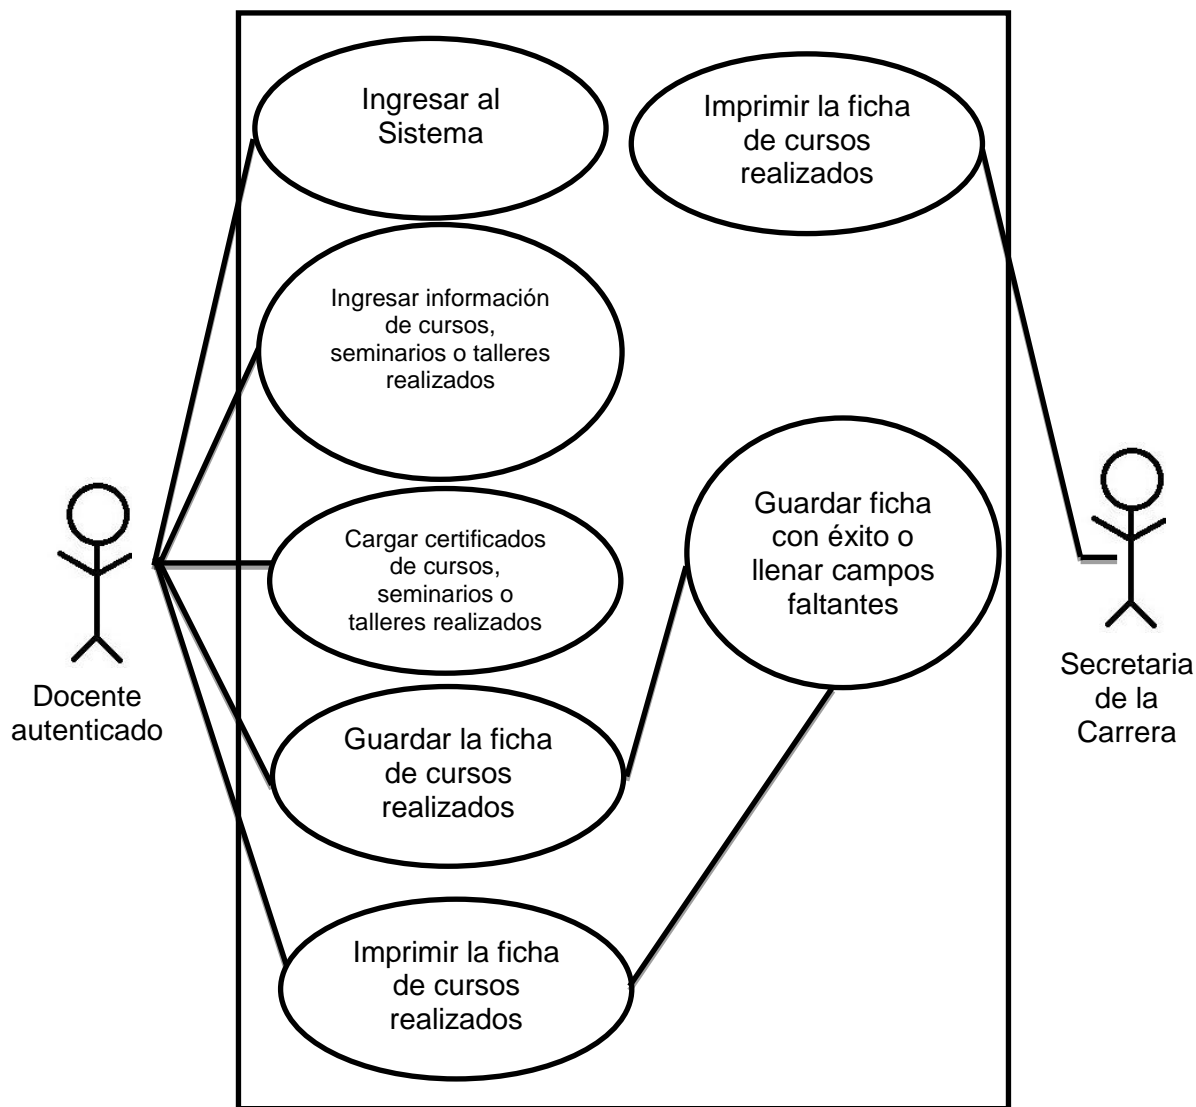 Ingresar al
Sistema
Imprimir la ficha
de cursos
realizados
Ingresar información
de cursos,
seminarios o talleres
realizados
Cargar certificados
de cursos,
seminarios o
talleres realizados
Guardar ficha
con éxito o
llenar campos
faltantes
Docente
autenticado
Secretaria
de la
Carrera
Guardar la ficha
de cursos
realizados
Imprimir la ficha
de cursos
realizados